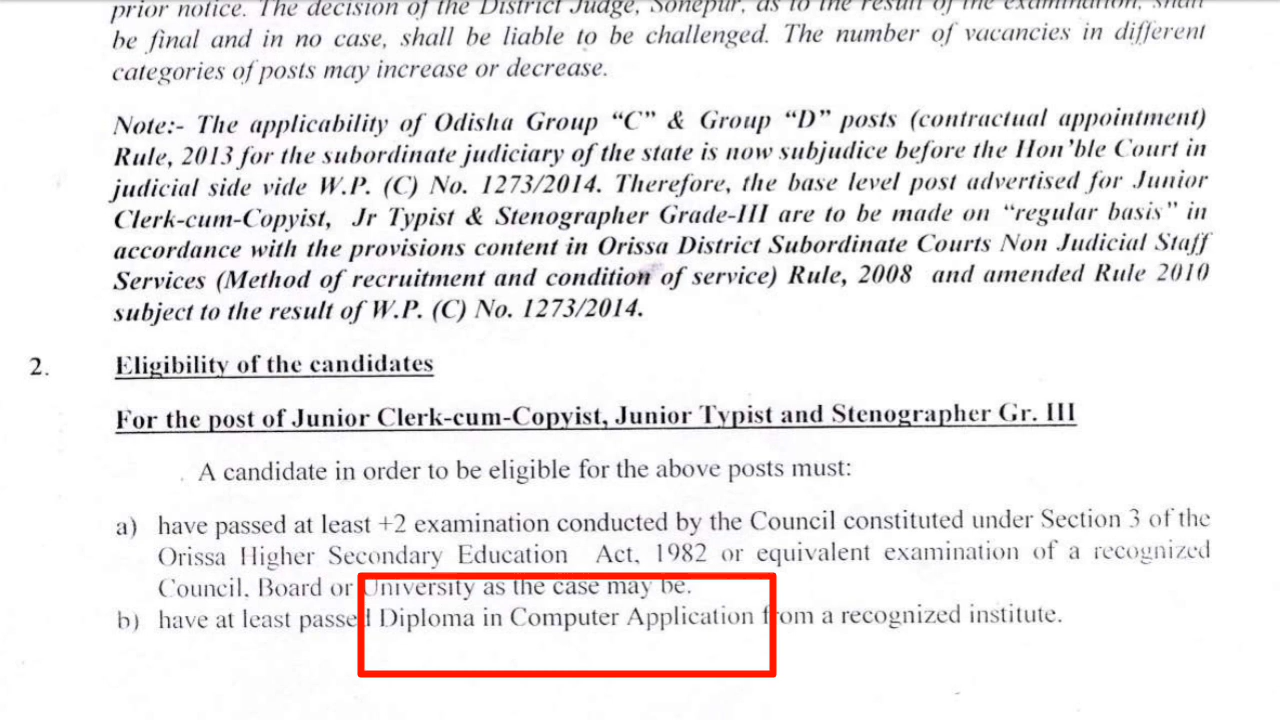 prior notice. The decision of the District Judge, Sonepur, as to the result of the examination, shall
be final and in no case, shall be liable to be challenged. The number of vacancies in different
categories of posts may increase or decrease.
Note:- The applicability of Odisha Group “C” & Group “D” posts (contractual appointment)
Rule, 2013 for the subordinate judiciary of the state is now subjudice before the Hon’ble Court in
judicial side vide W.P. (C) No. 1273/2014. Therefore, the base level post advertised for Junior
Clerk-cum-Copyist, Jr Typist & Stenographer Grade-III are to be made on “regular basis” in
accordance with the provisions content in Orissa District Subordinate Courts Non Judicial Staff
Services (Method of recruitment and condition of service) Rule, 2008 and amended Rule 2010
subject to the result of W.P. (C) No. 1273/2014.
2. Eligibility of the candidates
For the post of Junior Clerk-cum-Copyist, Junior Typist and Stenographer Gr. III
A candidate in order to be eligible for the above posts must:
a) have passed at least +2 examination conducted by the Council constituted under Section 3 of the
Orissa Higher Secondary Education Act, 1982 or equivalent examination of a recognized
Council, Board or University as the case may be.
b) have at least passed Diploma in Computer Application from a recognized institute.